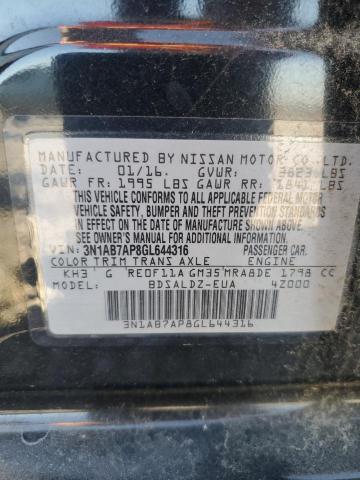 MANUFACTURED BY NISSAN MOTOR CO., LTD.
DATE: 01/16. GVWR: 3623 LBS
GAWR FR: 1995 LBS GAWR RR: 1841 LBS
THIS VEHICLE CONFORMS TO ALL APPLICABLE
FEDERAL MOTOR
VEHICLE SAFETY, BUMPER AND THEFT PREVENTION
STANDARDS IN
EFFECT ON THE DATE OF MANUFACTURE SHOWN ABOVE.
SEE OWNER'S MANUAL FOR ADDITIONAL INFORMATION.
VIN: 3N1AB7AP8GL644316 PASSENGER CAR.
COLOR TRIM TRANS AXLE ENGINE
KH3 G RE0F11A GM35 MRA8DE 1798 CC
MODEL: BDSALDZ-EUA 4Z000
3N1AB7AP8GL644316